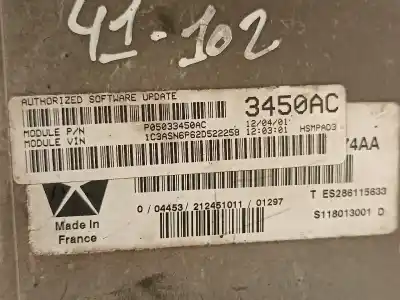 41-102
AUTHORIZED SOFTWARE UPDATE
3450AC
MODULE P/N P05033450AC 12/04/01
MODULE VIN 1C3ASN6P62D522258 12:03:01 HSMPAD3
74AA
T ES286115633
0 / 04453 / 212451011 / 01297
S118013001 D
Made In
France